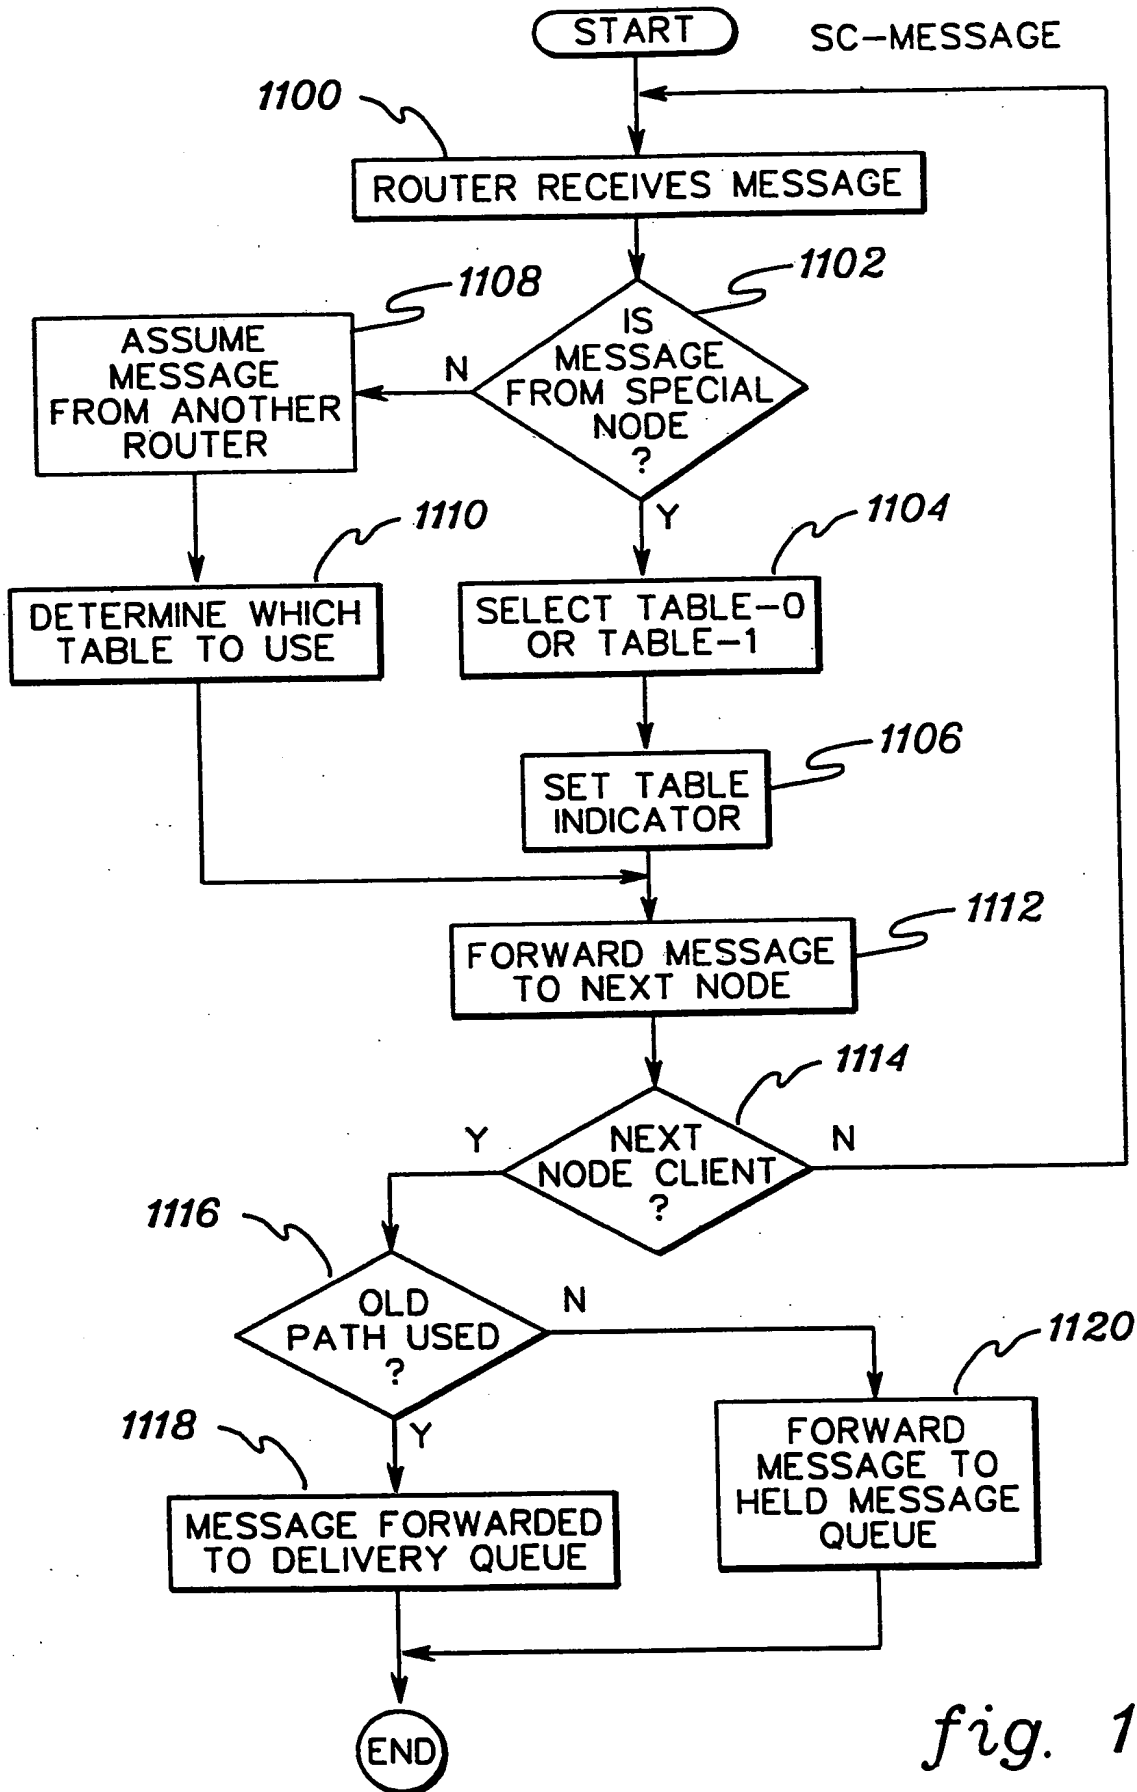 START
SC-MESSAGE
1100
ROUTER RECEIVES MESSAGE
1102
IS
MESSAGE
FROM SPECIAL
NODE
?
N
Y
1108
ASSUME
MESSAGE
FROM ANOTHER
ROUTER
1110
DETERMINE WHICH
TABLE TO USE
1104
SELECT TABLE-0
OR TABLE-1
1106
SET TABLE
INDICATOR
1112
FORWARD MESSAGE
TO NEXT NODE
1114
NEXT
NODE CLIENT
?
Y
N
1116
OLD
PATH USED
?
N
Y
1118
MESSAGE FORWARDED
TO DELIVERY QUEUE
1120
FORWARD
MESSAGE TO
HELD MESSAGE
QUEUE
END
fig. 1